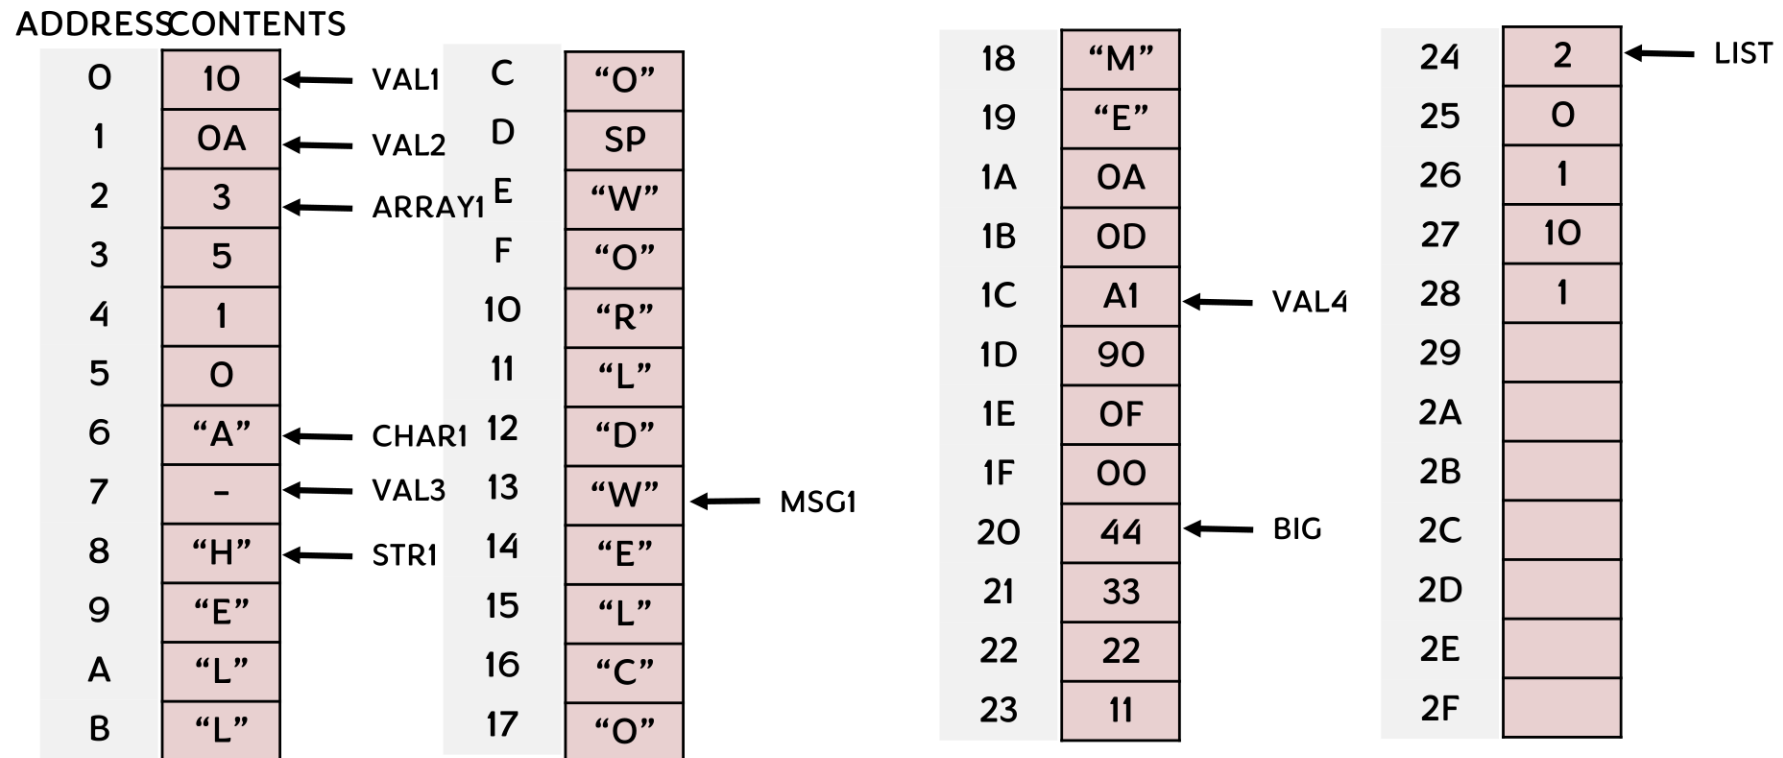 ADDRESS CONTENTS
0 10 VAL1
1 0A VAL2
2 3 ARRAY1
3 5
4 1
5 0
6 “A” CHAR1
7 – VAL3
8 “H” STR1
9 “E”
A “L”
B “L”
C “O”
D SP
E “W”
F “O”
10 “R”
11 “L”
12 “D”
13 “W” MSG1
14 “E”
15 “L”
16 “C”
17 “O”
18 “M”
19 “E”
1A 0A
1B 0D
1C A1 VAL4
1D 90
1E 0F
1F 00
20 44 BIG
21 33
22 22
23 11
24 2 LIST
25 0
26 1
27 10
28 1
29
2A
2B
2C
2D
2E
2F